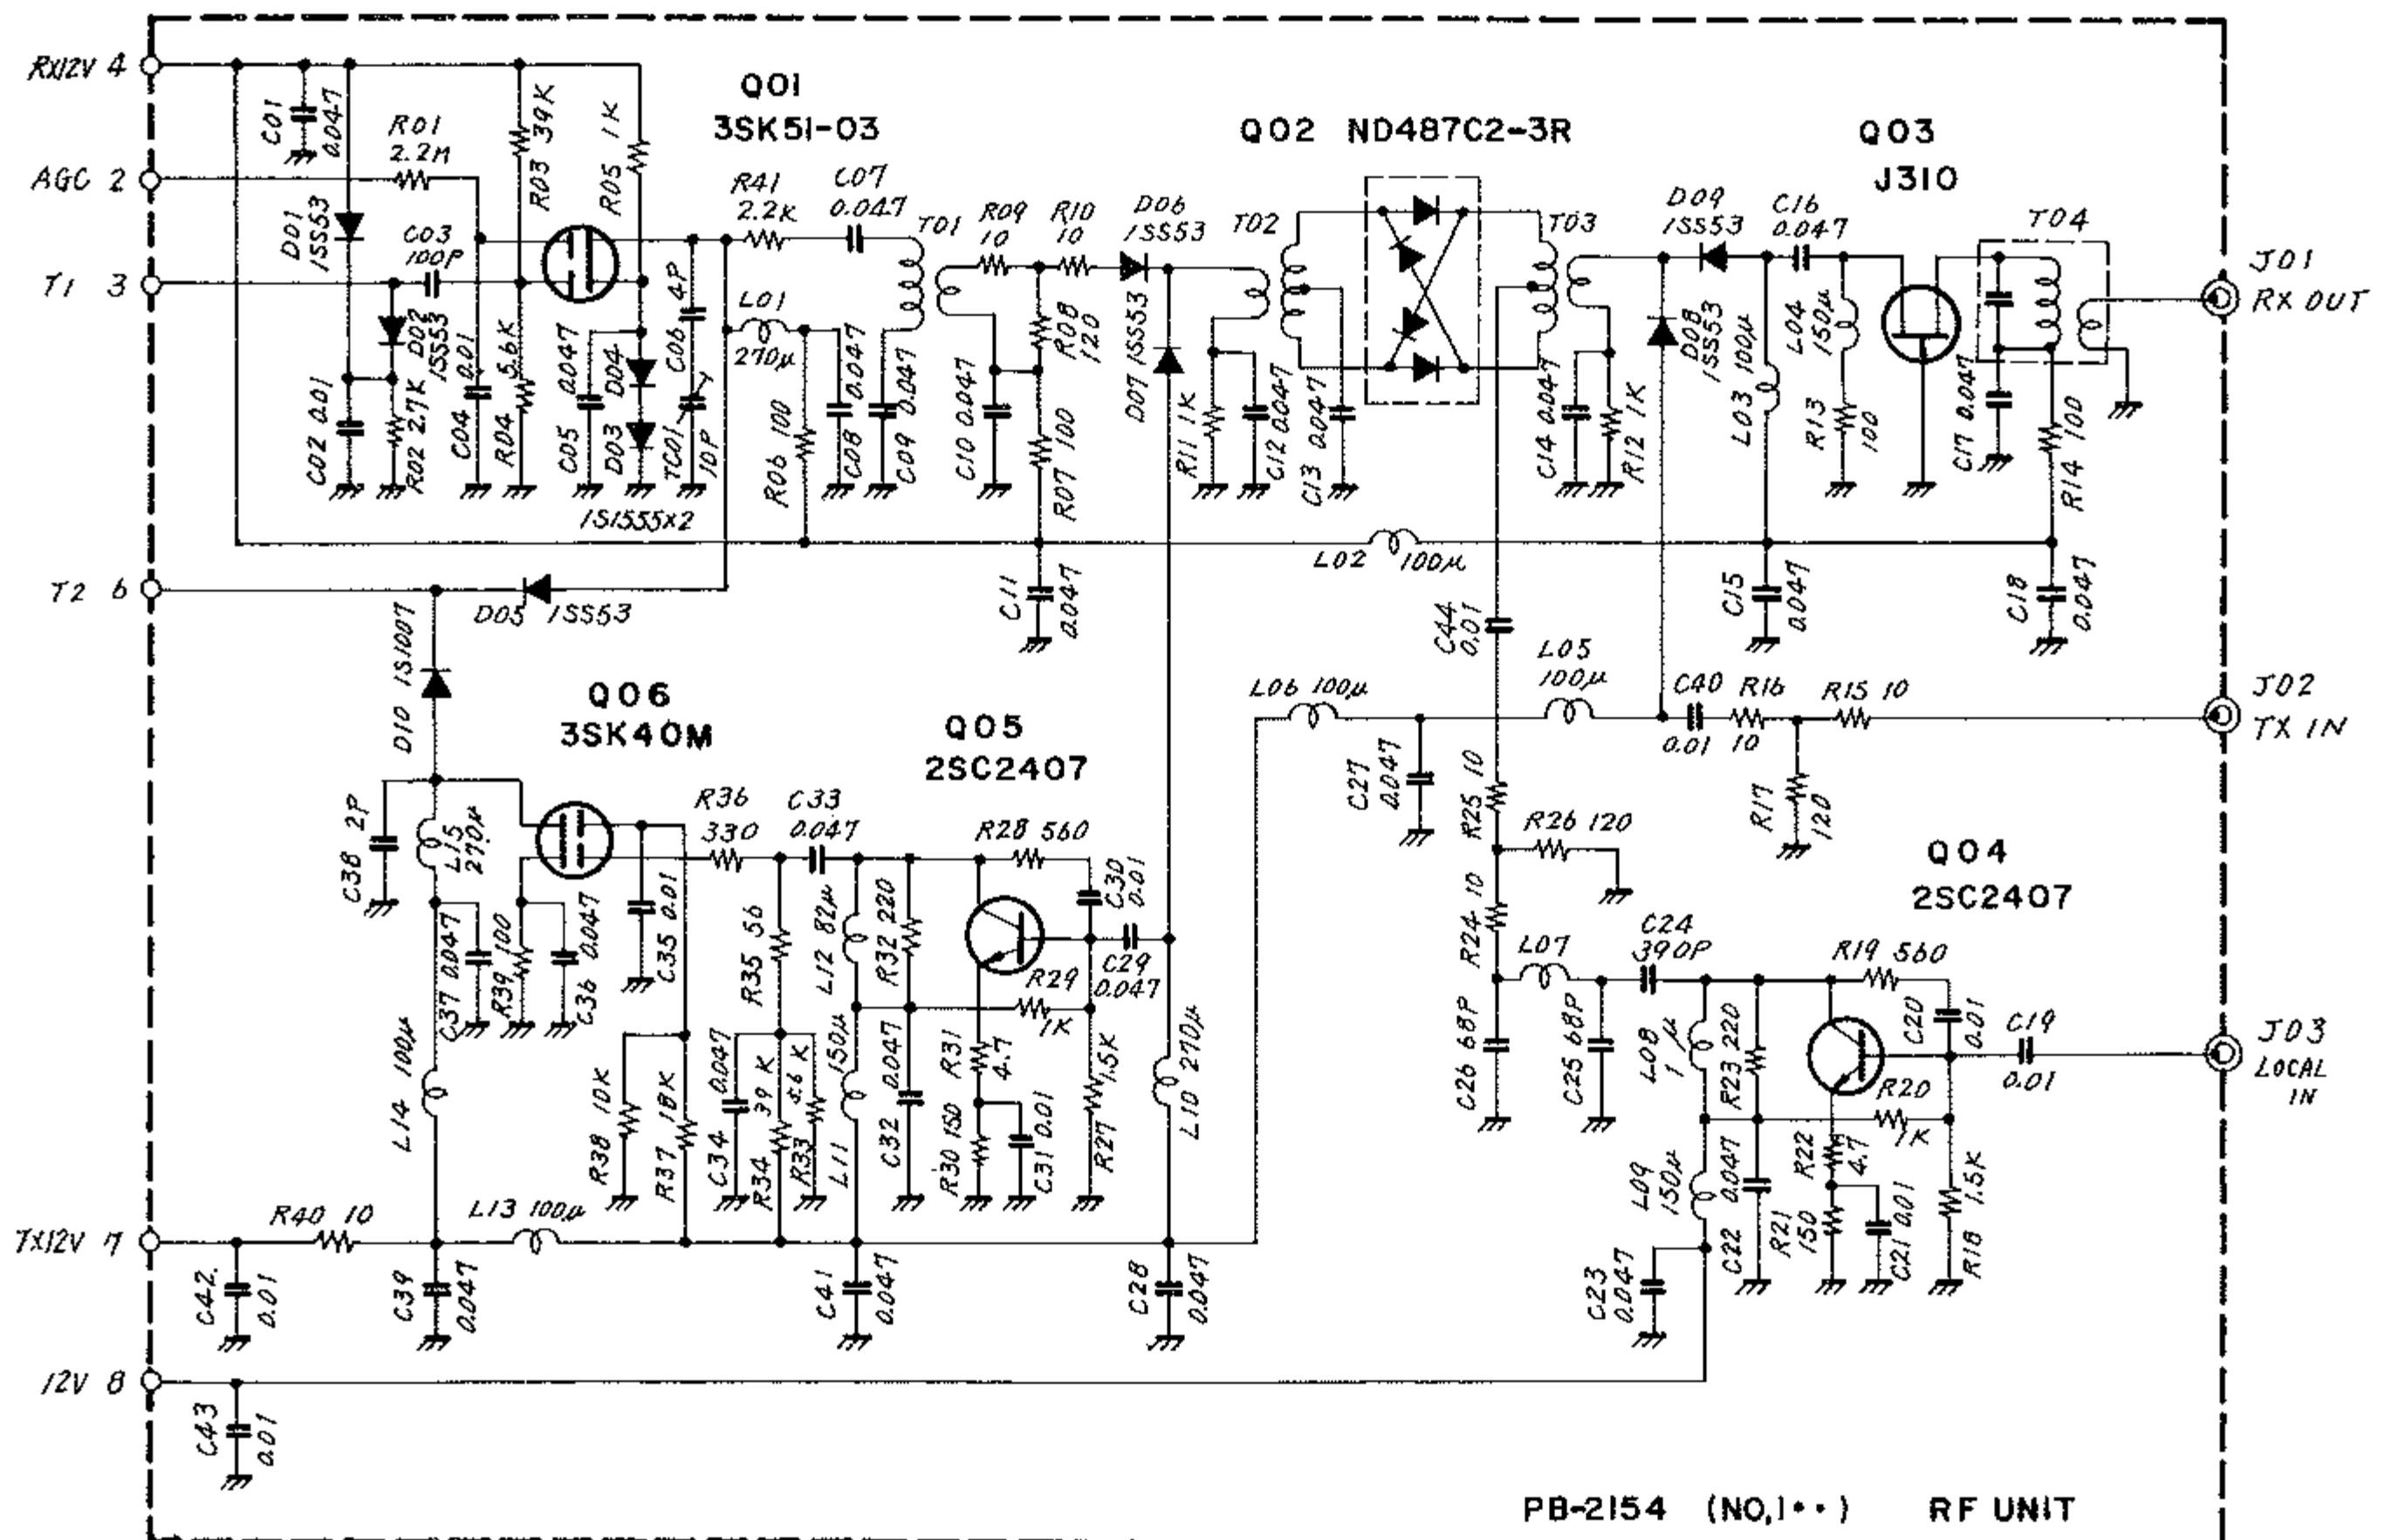 RX12V 4
AGC 2
T1 3
T2 6
TX12V 7
12V 8
C01
0.047
R01
2.2M
D01
1SS53
C03
100P
D02
1SS53
C02 0.01
R02 2.7K
C04
0.01
R03 39K
R04
5.6K
R05 1K
Q01
3SK51-03
C05
0.047
D04
D03
1S1555×2
C06 4P
TC01
10P
R41
2.2K
C07
0.047
L01
270μ
R06 100
C08
0.047
C09
0.047
T01
R09
10
R10
10
R08
120
C10 0.047
R07 100
C11
0.047
D06
1SS53
D07 1SS53
T02
R11 1K
C12 0.047
C13
0.047
Q02 ND487C2-3R
T03
C14 0.047
R12 1K
D09
1SS53
D08
1SS53
C16
0.047
L03 100μ
L04
150μ
R13
100
Q03
J310
T04
C17 0.047
R14 100
J01
RX OUT
L02 100μ
C15
0.047
C18
0.047
D05 1SS53
D10 1S1007
C44
0.01
L06 100μ
L05
100μ
C40
0.01
R16
10
R15 10
R17
120
J02
TX IN
C27
0.047
R25 10
R26 120
R24 10
L07
C24
390P
C26 68P
C25 68P
Q04
2SC2407
R19 560
C20
0.01
C19
0.01
J03
LOCAL
IN
L08
1μ
R23 220
R20
1K
L09
150μ
C22
0.047
R22
4.7
R21
150
C21 0.01
R18 1.5K
C23
0.047
Q06
3SK40M
C38 2P
L15
270μ
C37 0.047
R39 100
C36 0.047
C35 0.01
L14 100μ
R36
330
C33
0.047
R35 56
L12 82μ
R32 220
Q05
2SC2407
R28 560
C30
0.01
C29
0.047
R29
1K
R38 10K
R37 18K
C34 0.047
R34 39K
R33 5.6K
L11 150μ
C32 0.047
R31
4.7
R30 150
C31 0.01
R27 1.5K
L10 270μ
R40 10
L13 100μ
C42
0.01
C39
0.047
C41
0.047
C28
0.047
C43
0.01
PB-2154 (NO,1••) RF UNIT